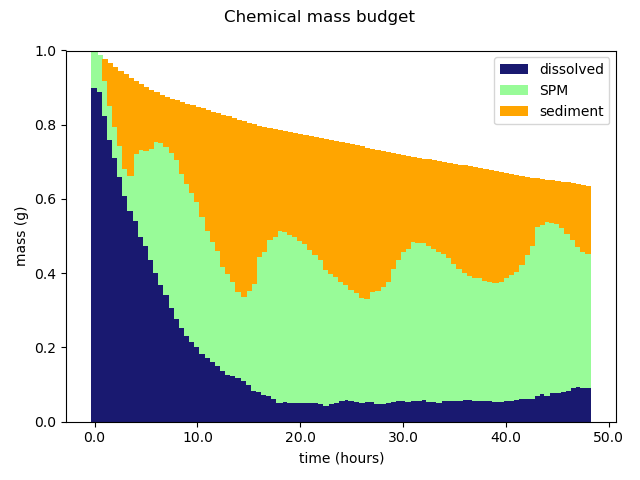 Chemical mass budget
1.0
0.8
0.6
0.4
0.2
0.0
mass (g)
dissolved
SPM
sediment
0.0 10.0 20.0 30.0 40.0 50.0
time (hours)